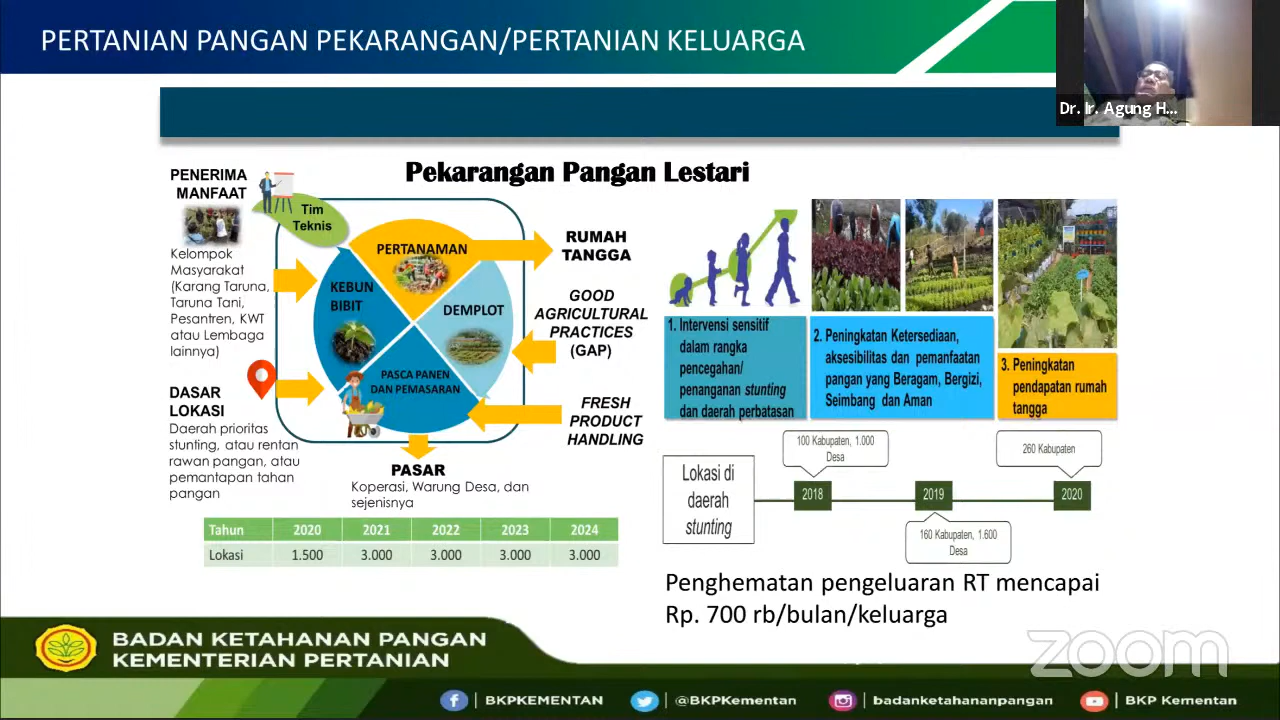 PERTANIAN PANGAN PEKARANGAN/PERTANIAN KELUARGA
Dr. Ir. Agung H...
Pekarangan Pangan Lestari
PENERIMA
MANFAAT
Kelompok
Masyarakat
(Karang Taruna,
Taruna Tani,
Pesantren, KWT
atau Lembaga
lainnya)
DASAR
LOKASI
Daerah prioritas
stunting, atau rentan
rawan pangan, atau
pemantapan tahan
pangan
Tim
Teknis
PERTANAMAN
KEBUN
BIBIT
DEMPLOT
PASCA PANEN
DAN PEMASARAN
RUMAH
TANGGA
GOOD
AGRICULTURAL
PRACTICES
(GAP)
FRESH
PRODUCT
HANDLING
PASAR
Koperasi, Warung Desa, dan
sejenisnya
Tahun 2020 2021 2022 2023 2024
Lokasi 1.500 3.000 3.000 3.000 3.000
1. Intervensi sensitif
dalam rangka
pencegahan/
penanganan stunting
dan daerah perbatasan
2. Peningkatan Ketersediaan,
aksesibilitas dan pemanfaatan
pangan yang Beragam, Bergizi,
Seimbang dan Aman
3. Peningkatan
pendapatan rumah
tangga
Lokasi di
daerah
stunting
100 Kabupaten, 1.000
Desa
2018
2019
160 Kabupaten, 1.600
Desa
260 Kabupaten
2020
Penghematan pengeluaran RT mencapai
Rp. 700 rb/bulan/keluarga
BADAN KETAHANAN PANGAN
KEMENTERIAN PERTANIAN
zoom
BKPKEMENTAN
@BKPKementan
badanketahananpangan
BKP Kementan